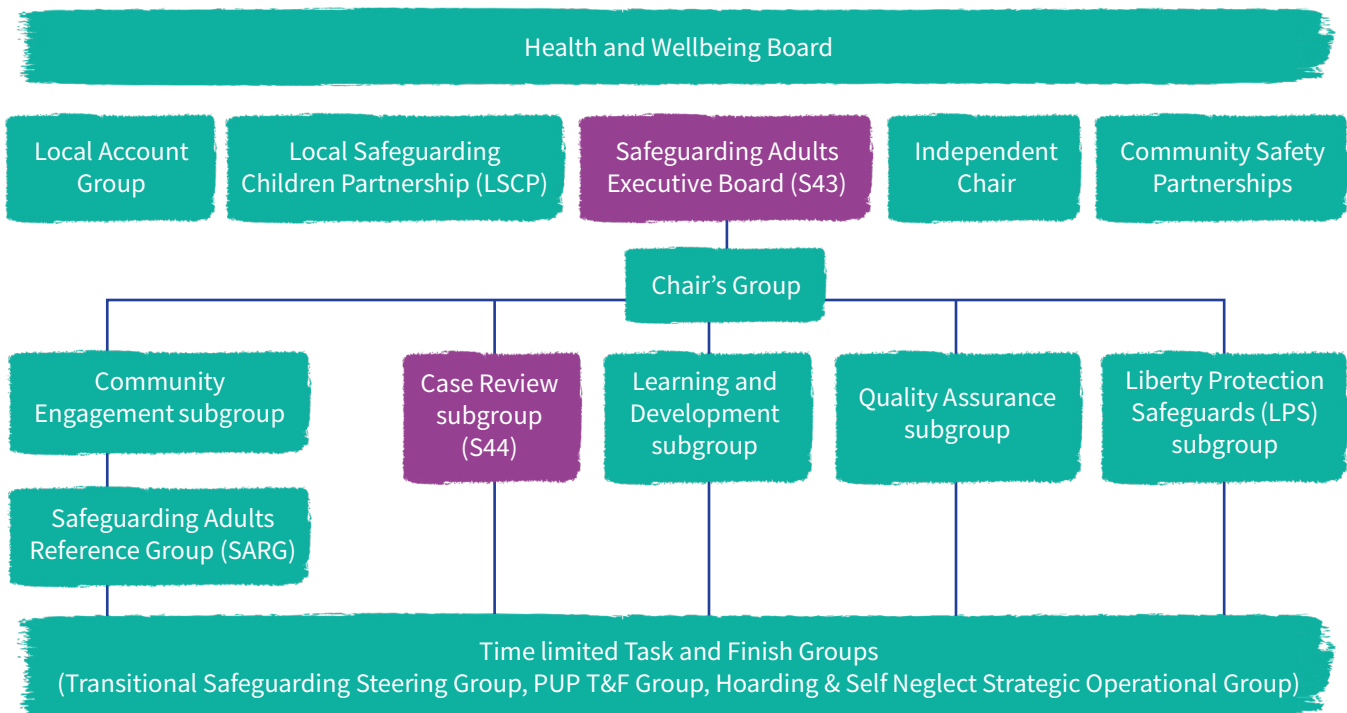 Health and Wellbeing Board
Local Account
Group
Local Safeguarding
Children Partnership (LSCP)
Safeguarding Adults
Executive Board (S43)
Independent
Chair
Community Safety
Partnerships
Chair’s Group
Community
Engagement subgroup
Case Review
subgroup
(S44)
Learning and
Development
subgroup
Quality Assurance
subgroup
Liberty Protection
Safeguards (LPS)
subgroup
Safeguarding Adults
Reference Group (SARG)
Time limited Task and Finish Groups
(Transitional Safeguarding Steering Group, PUP T&F Group, Hoarding & Self Neglect Strategic Operational Group)